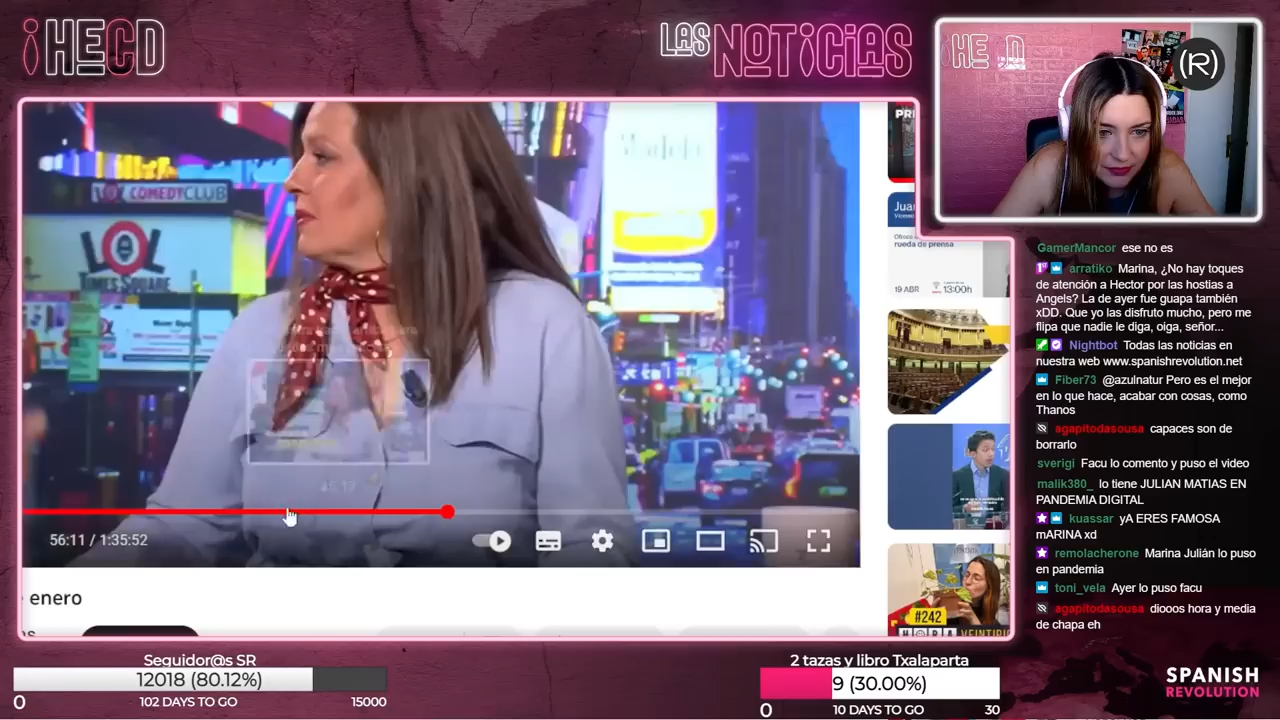 ¡HECD
LAS NOTICIAS
HE
(R)
COMEDY CLUB
LOL
TIMES SQUARE
45:13
56:11 / 1:35:52
enero
Juan
rueda de prensa
19 ABR
13:00h
#242
HORA VEINTIPI
GamerMancor ese no es
arratiko Marina, ¿No hay toques
de atención a Hector por las hostias a
Angels? La de ayer fue guapa también
xDD. Que yo las disfruto mucho, pero me
flipa que nadie le diga, oiga, señor...
Nightbot Todas las noticias en
nuestra web www.spanishrevolution.net
Fiber73 @azulnatur Pero es el mejor
en lo que hace, acabar con cosas, como
Thanos
agapitodasousa capaces son de
borrarlo
sverigi Facu lo comento y puso el video
malik380_ lo tiene JULIAN MATIAS EN
PANDEMIA DIGITAL
kuassar yA ERES FAMOSA
mARINA xd
remolacherone Marina Julián lo puso
en pandemia
toni_vela Ayer lo puso facu
agapitodasousa diooos hora y media
de chapa eh
Seguidor@s SR
12018 (80.12%)
0
102 DAYS TO GO
15000
2 tazas y libro Txalaparta
9 (30.00%)
0
10 DAYS TO GO
30
SPANISH
REVOLUTION